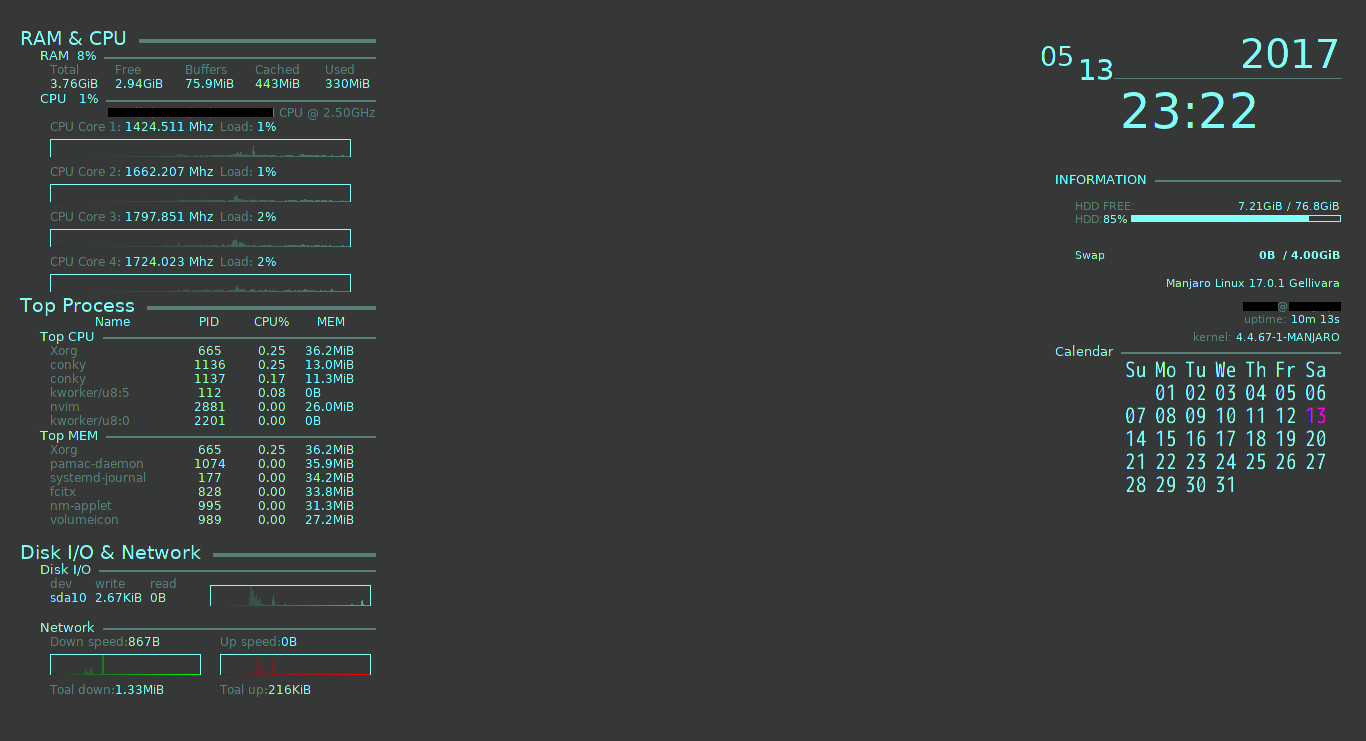 RAM & CPU
RAM 8%
Total Free Buffers Cached Used
3.76GiB 2.94GiB 75.9MiB 443MiB 330MiB
CPU 1%
CPU @ 2.50GHz
CPU Core 1: 1424.511 Mhz Load: 1%
CPU Core 2: 1662.207 Mhz Load: 1%
CPU Core 3: 1797.851 Mhz Load: 2%
CPU Core 4: 1724.023 Mhz Load: 2%
Top Process
Name PID CPU% MEM
Top CPU
Xorg 665 0.25 36.2MiB
conky 1136 0.25 13.0MiB
conky 1137 0.17 11.3MiB
kworker/u8:5 112 0.08 0B
nvim 2881 0.00 26.0MiB
kworker/u8:0 2201 0.00 0B
Top MEM
Xorg 665 0.25 36.2MiB
pamac-daemon 1074 0.00 35.9MiB
systemd-journal 177 0.00 34.2MiB
fcitx 828 0.00 33.8MiB
nm-applet 995 0.00 31.3MiB
volumeicon 989 0.00 27.2MiB
Disk I/O & Network
Disk I/O
dev write read
sda10 2.67KiB 0B
Network
Down speed:867B Up speed:0B
Toal down:1.33MiB Toal up:216KiB
05 13 2017
23:22
INFORMATION
HDD FREE: 7.21GiB / 76.8GiB
HDD:85%
Swap 0B / 4.00GiB
Manjaro Linux 17.0.1 Gellivara
@
uptime: 10m 13s
kernel: 4.4.67-1-MANJARO
Calendar
Su Mo Tu We Th Fr Sa
01 02 03 04 05 06
07 08 09 10 11 12 13
14 15 16 17 18 19 20
21 22 23 24 25 26 27
28 29 30 31